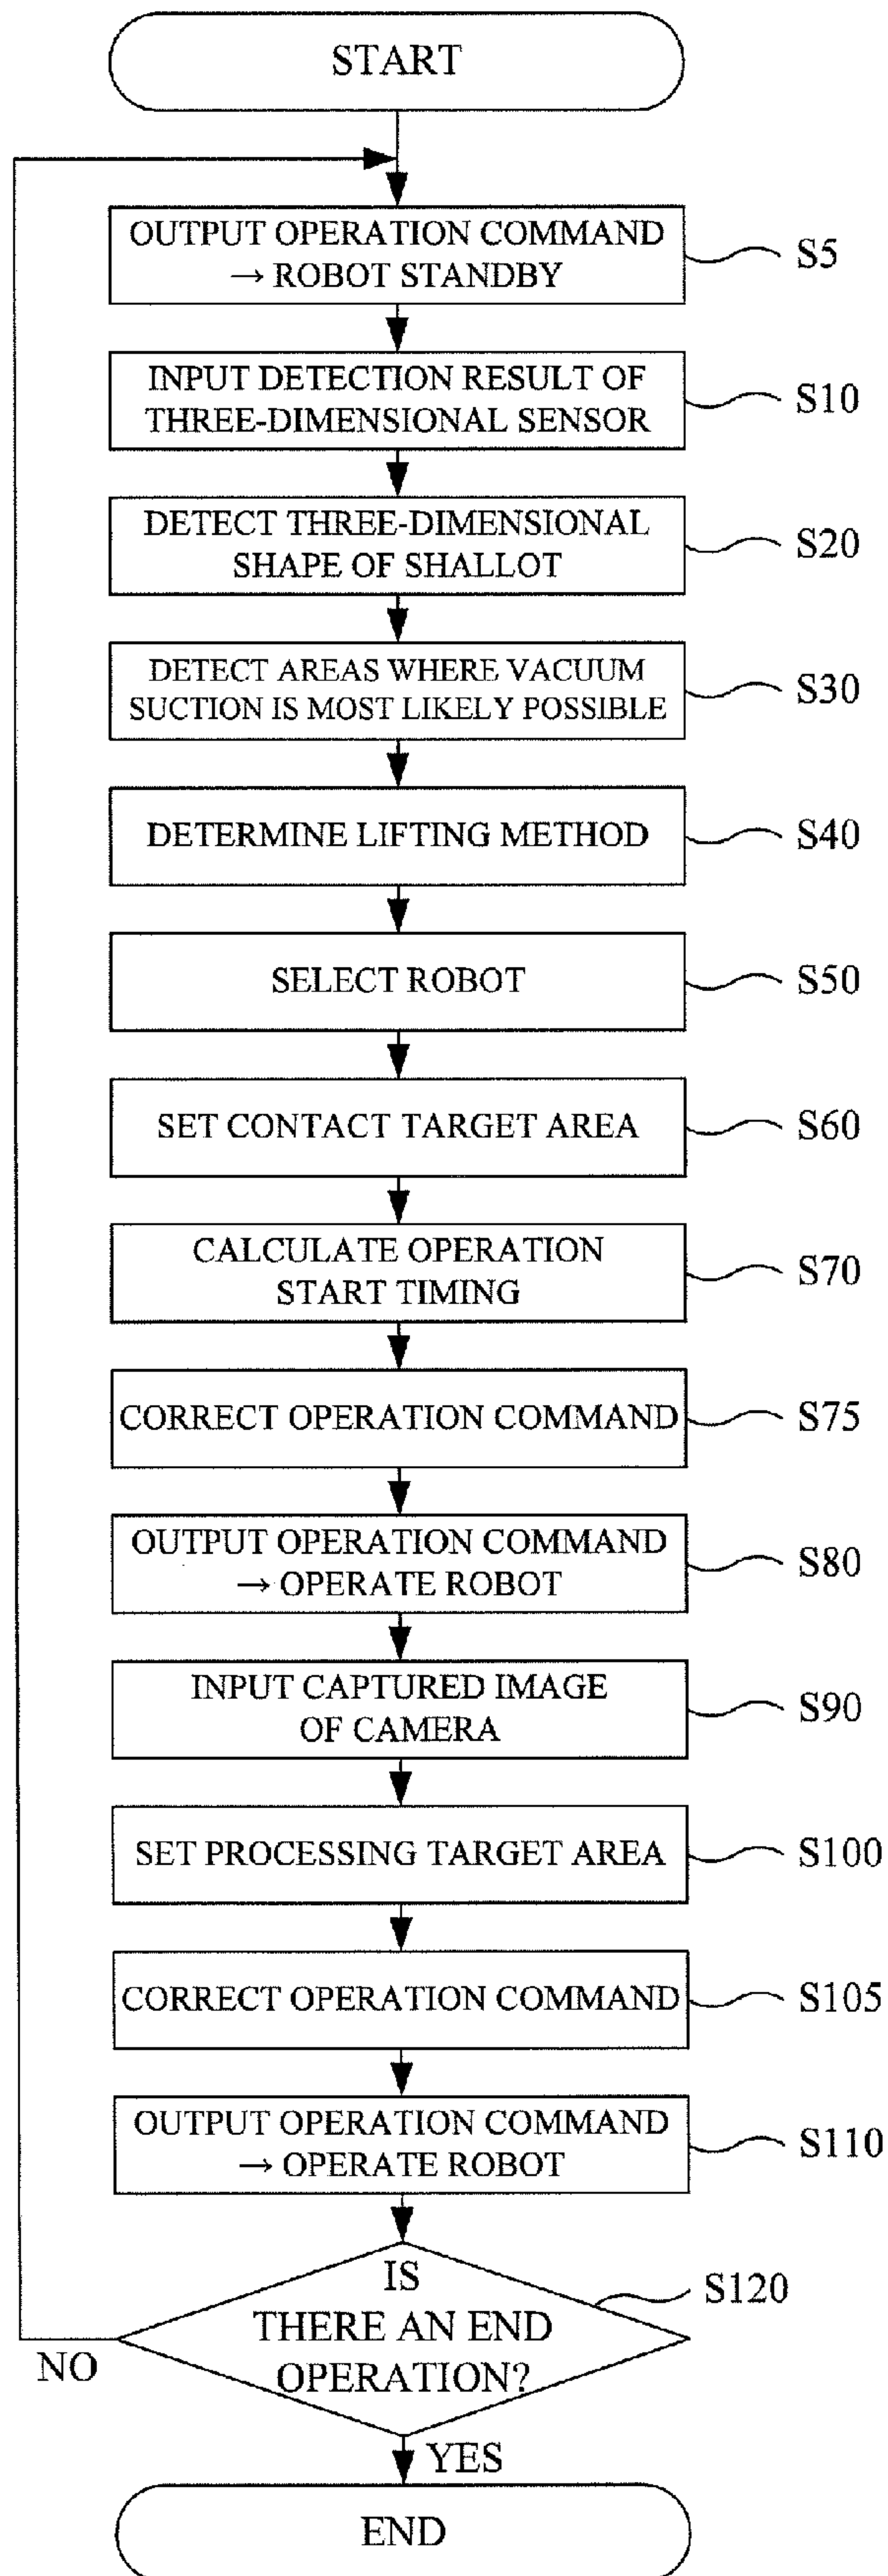 START
OUTPUT OPERATION COMMAND
→ ROBOT STANDBY
S5
INPUT DETECTION RESULT OF
THREE-DIMENSIONAL SENSOR
S10
DETECT THREE-DIMENSIONAL
SHAPE OF SHALLOT
S20
DETECT AREAS WHERE VACUUM
SUCTION IS MOST LIKELY POSSIBLE
S30
DETERMINE LIFTING METHOD
S40
SELECT ROBOT
S50
SET CONTACT TARGET AREA
S60
CALCULATE OPERATION
START TIMING
S70
CORRECT OPERATION COMMAND
S75
OUTPUT OPERATION COMMAND
→ OPERATE ROBOT
S80
INPUT CAPTURED IMAGE
OF CAMERA
S90
SET PROCESSING TARGET AREA
S100
CORRECT OPERATION COMMAND
S105
OUTPUT OPERATION COMMAND
→ OPERATE ROBOT
S110
IS
THERE AN END
OPERATION?
S120
NO
YES
END